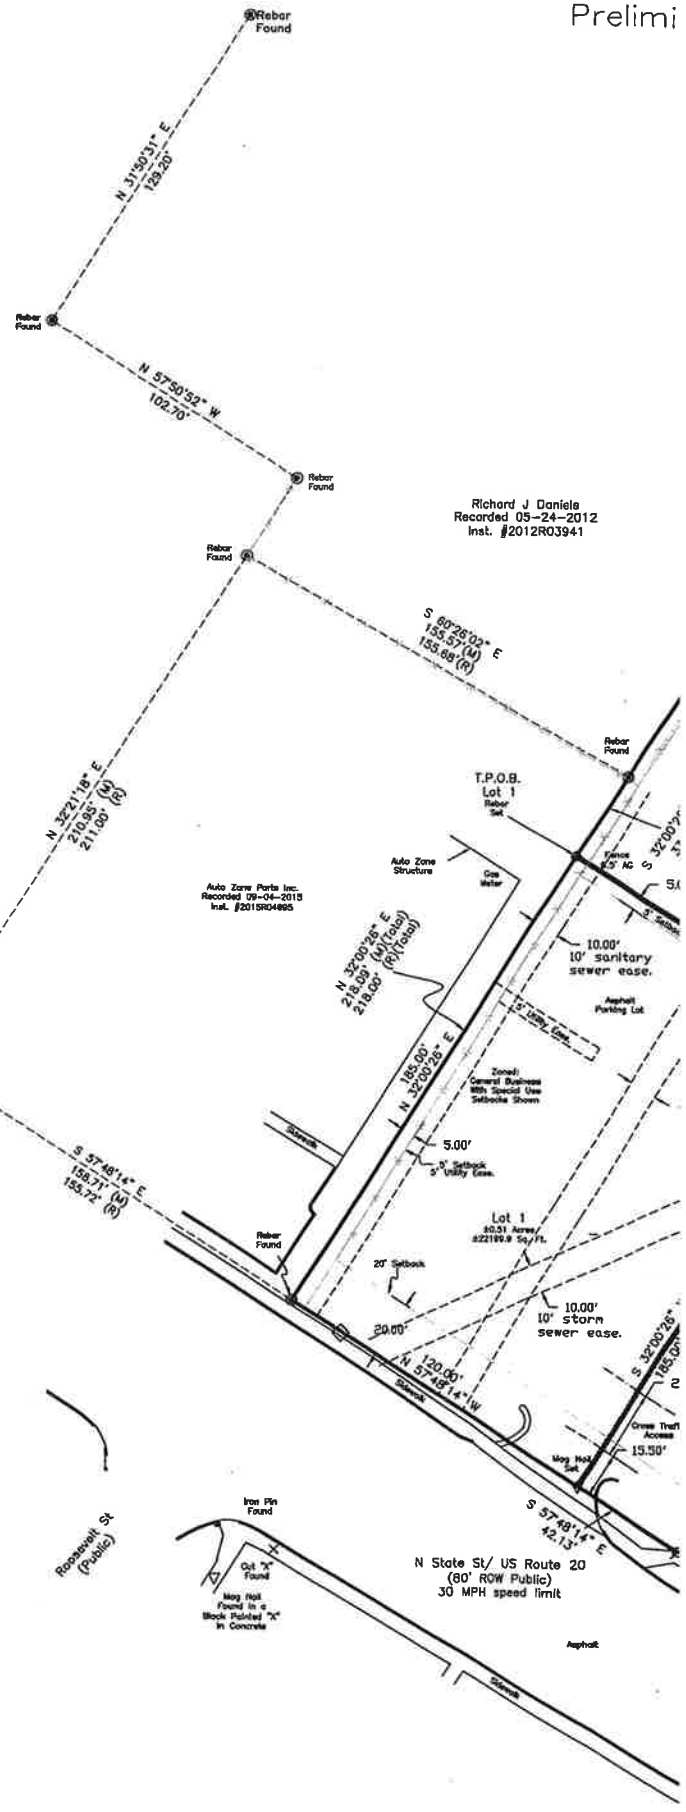 Prelimi
Rebar
Found
N 31°50'31" E
129.20'
Rebar
Found
N 57°50'52" W
102.70'
Rebar
Found
Richard J Daniels
Recorded 05-24-2012
Inst. #2012R03941
Rebar
Found
S 60°26'02" E
155.57'(M)
155.68'(R)
Rebar
Found
N 32°21'18" E
210.95' (M)
211.00' (R)
T.P.O.B.
Lot 1
Rebar
Set
S 32°00'26"
Fence
Auto Zone
Structure
Gas
Meter
Auto Zone Parts Inc.
Recorded 09-04-2015
Inst. #2015R04895
5' Setback
10.00'
10' sanitary
sewer ease.
N 32°00'26" E
218.09' (M)(Total)
218.00' (R)(Total)
Asphalt
Parking Lot
5' Utility Ease.
185.00'
N 32°00'26" E
Zoned:
General Business
With Special Use
Setbacks Shown
Sidewalk
5.00'
5' Setback
5' Utility Ease.
S 57°48'14" E
158.71' (M)
155.72' (R)
Lot 1
±0.51 Acres/
±22199.9 Sq/Ft.
Rebar
Found
20' Setback
20.00'
10.00'
10' storm
sewer ease.
120.00'
N 57°48'14" W
Sidewalk
S 32°00'26"
185.00
Cross Traff
Access
15.50'
Mag Nail
Set
S 57°48'14" E
42.13'
Iron Pin
Found
Roosevelt St
(Public)
Cut "X"
Found
Mag Nail
Found in a
Block Painted "X"
in Concrete
N State St/ US Route 20
(80' ROW Public)
30 MPH speed limit
Asphalt
Sidewalk